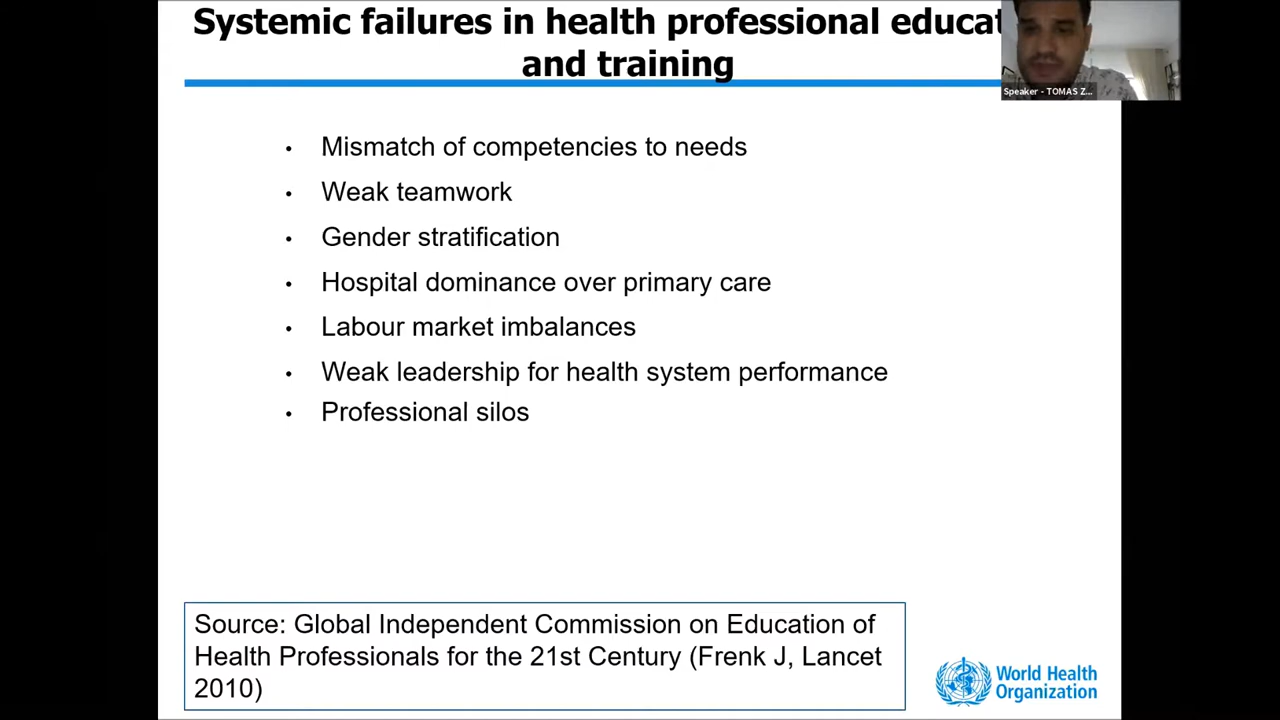 Systemic failures in health professional educat
and training
Speaker - TOMAS Z...
• Mismatch of competencies to needs
• Weak teamwork
• Gender stratification
• Hospital dominance over primary care
• Labour market imbalances
• Weak leadership for health system performance
• Professional silos
Source: Global Independent Commission on Education of
Health Professionals for the 21st Century (Frenk J, Lancet
2010)
World Health
Organization